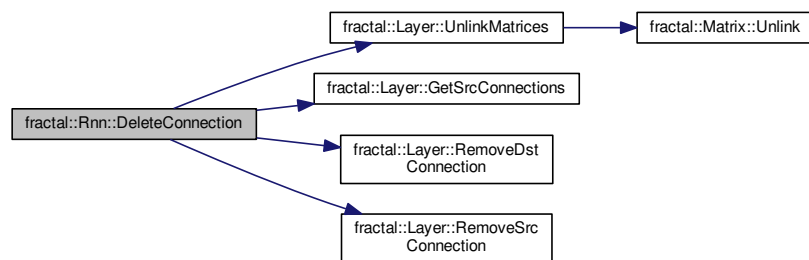 fractal::Layer::UnlinkMatrices
fractal::Matrix::Unlink
fractal::Layer::GetSrcConnections
fractal::Rnn::DeleteConnection
fractal::Layer::RemoveDst
Connection
fractal::Layer::RemoveSrc
Connection